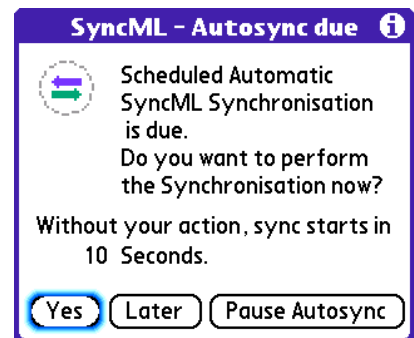 SyncML - Autosync due i
Scheduled Automatic
SyncML Synchronisation
is due.
Do you want to perform
the Synchronisation now?
Without your action, sync starts in
10 Seconds.
Yes Later Pause Autosync